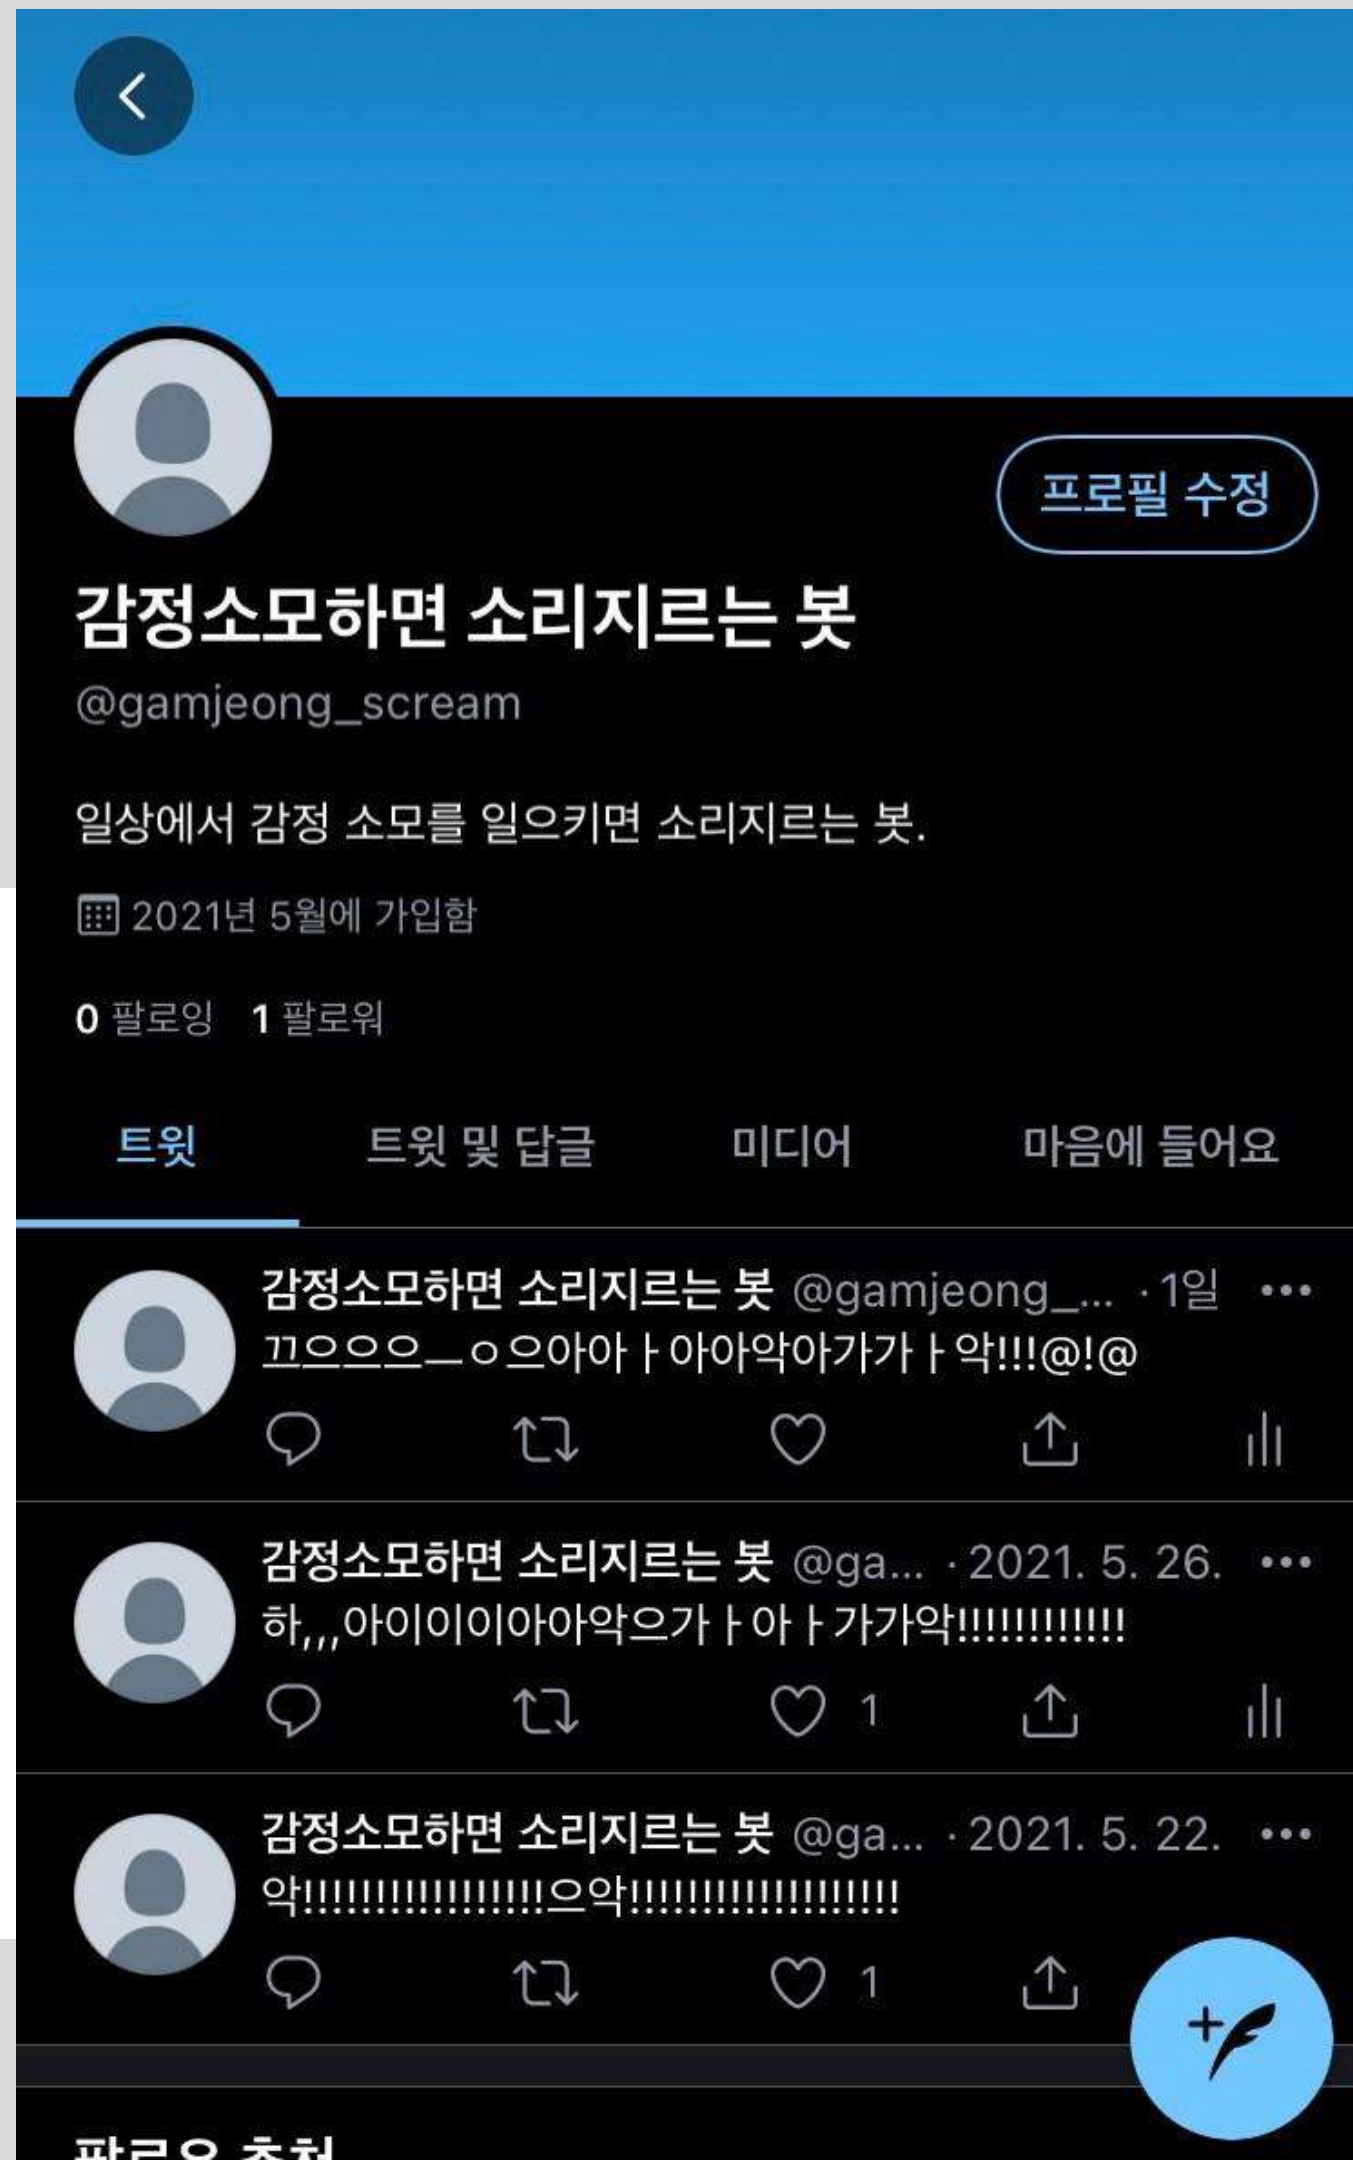 프로필 수정
감정소모하면 소리지르는 봇
@gamjeong_scream
일상에서 감정 소모를 일으키면 소리지르는 봇.
2021년 5월에 가입함
0 팔로잉 1 팔로워
트윗 트윗 및 답글 미디어 마음에 들어요
감정소모하면 소리지르는 봇 @gamjeong_... · 1일
끄으으으ㅡㅇ으아아ㅏ아아악아가가ㅏ악!!!@!@
감정소모하면 소리지르는 봇 @ga... · 2021. 5. 26.
하,,,아이이이아아악으가ㅏ아ㅏ가가악!!!!!!!!!!!!
1
감정소모하면 소리지르는 봇 @ga... · 2021. 5. 22.
악!!!!!!!!!!!!!!!!!으악!!!!!!!!!!!!!!!!!!!
1
팔로우 추천